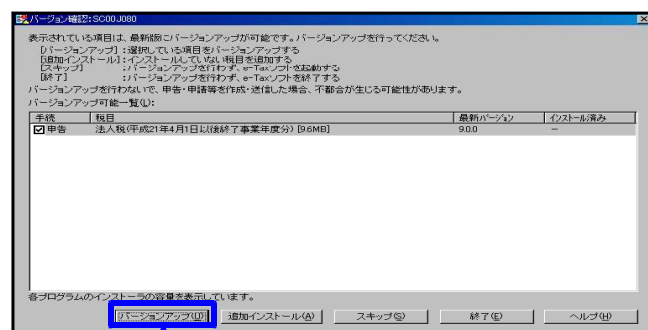 バージョン確認:SC00J080
表示されている項目は、最新版にバージョンアップが可能です。バージョンアップを行ってください。
[バージョンアップ]:選択している項目をバージョンアップする
[追加インストール]:インストールしていない税目を追加する
[スキップ]　　:バージョンアップを行わず、e-Taxソフトを起動する
[終了]　　:バージョンアップを行わず、e-Taxソフトを終了する
バージョンアップを行わないで、申告・申請等を作成・送信した場合、不都合が生じる可能性があります。
バージョンアップ可能一覧(L):
手続　税目　最新バージョン　インストール済み
申告　法人税(平成21年4月1日以後終了事業年度分) [9.6MB]　9.0.0　－
各プログラムのインストーラの容量を表示しています。
バージョンアップ(U)　追加インストール(A)　スキップ(S)　終了(E)　ヘルプ(H)